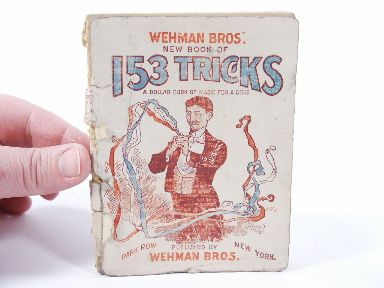 WEHMAN BROS.'
NEW BOOK OF
153 TRICKS
A DOLLAR BOOK OF MAGIC FOR A DIME
PARK ROW PUBLISHED BY NEW YORK.
WEHMAN BROS.